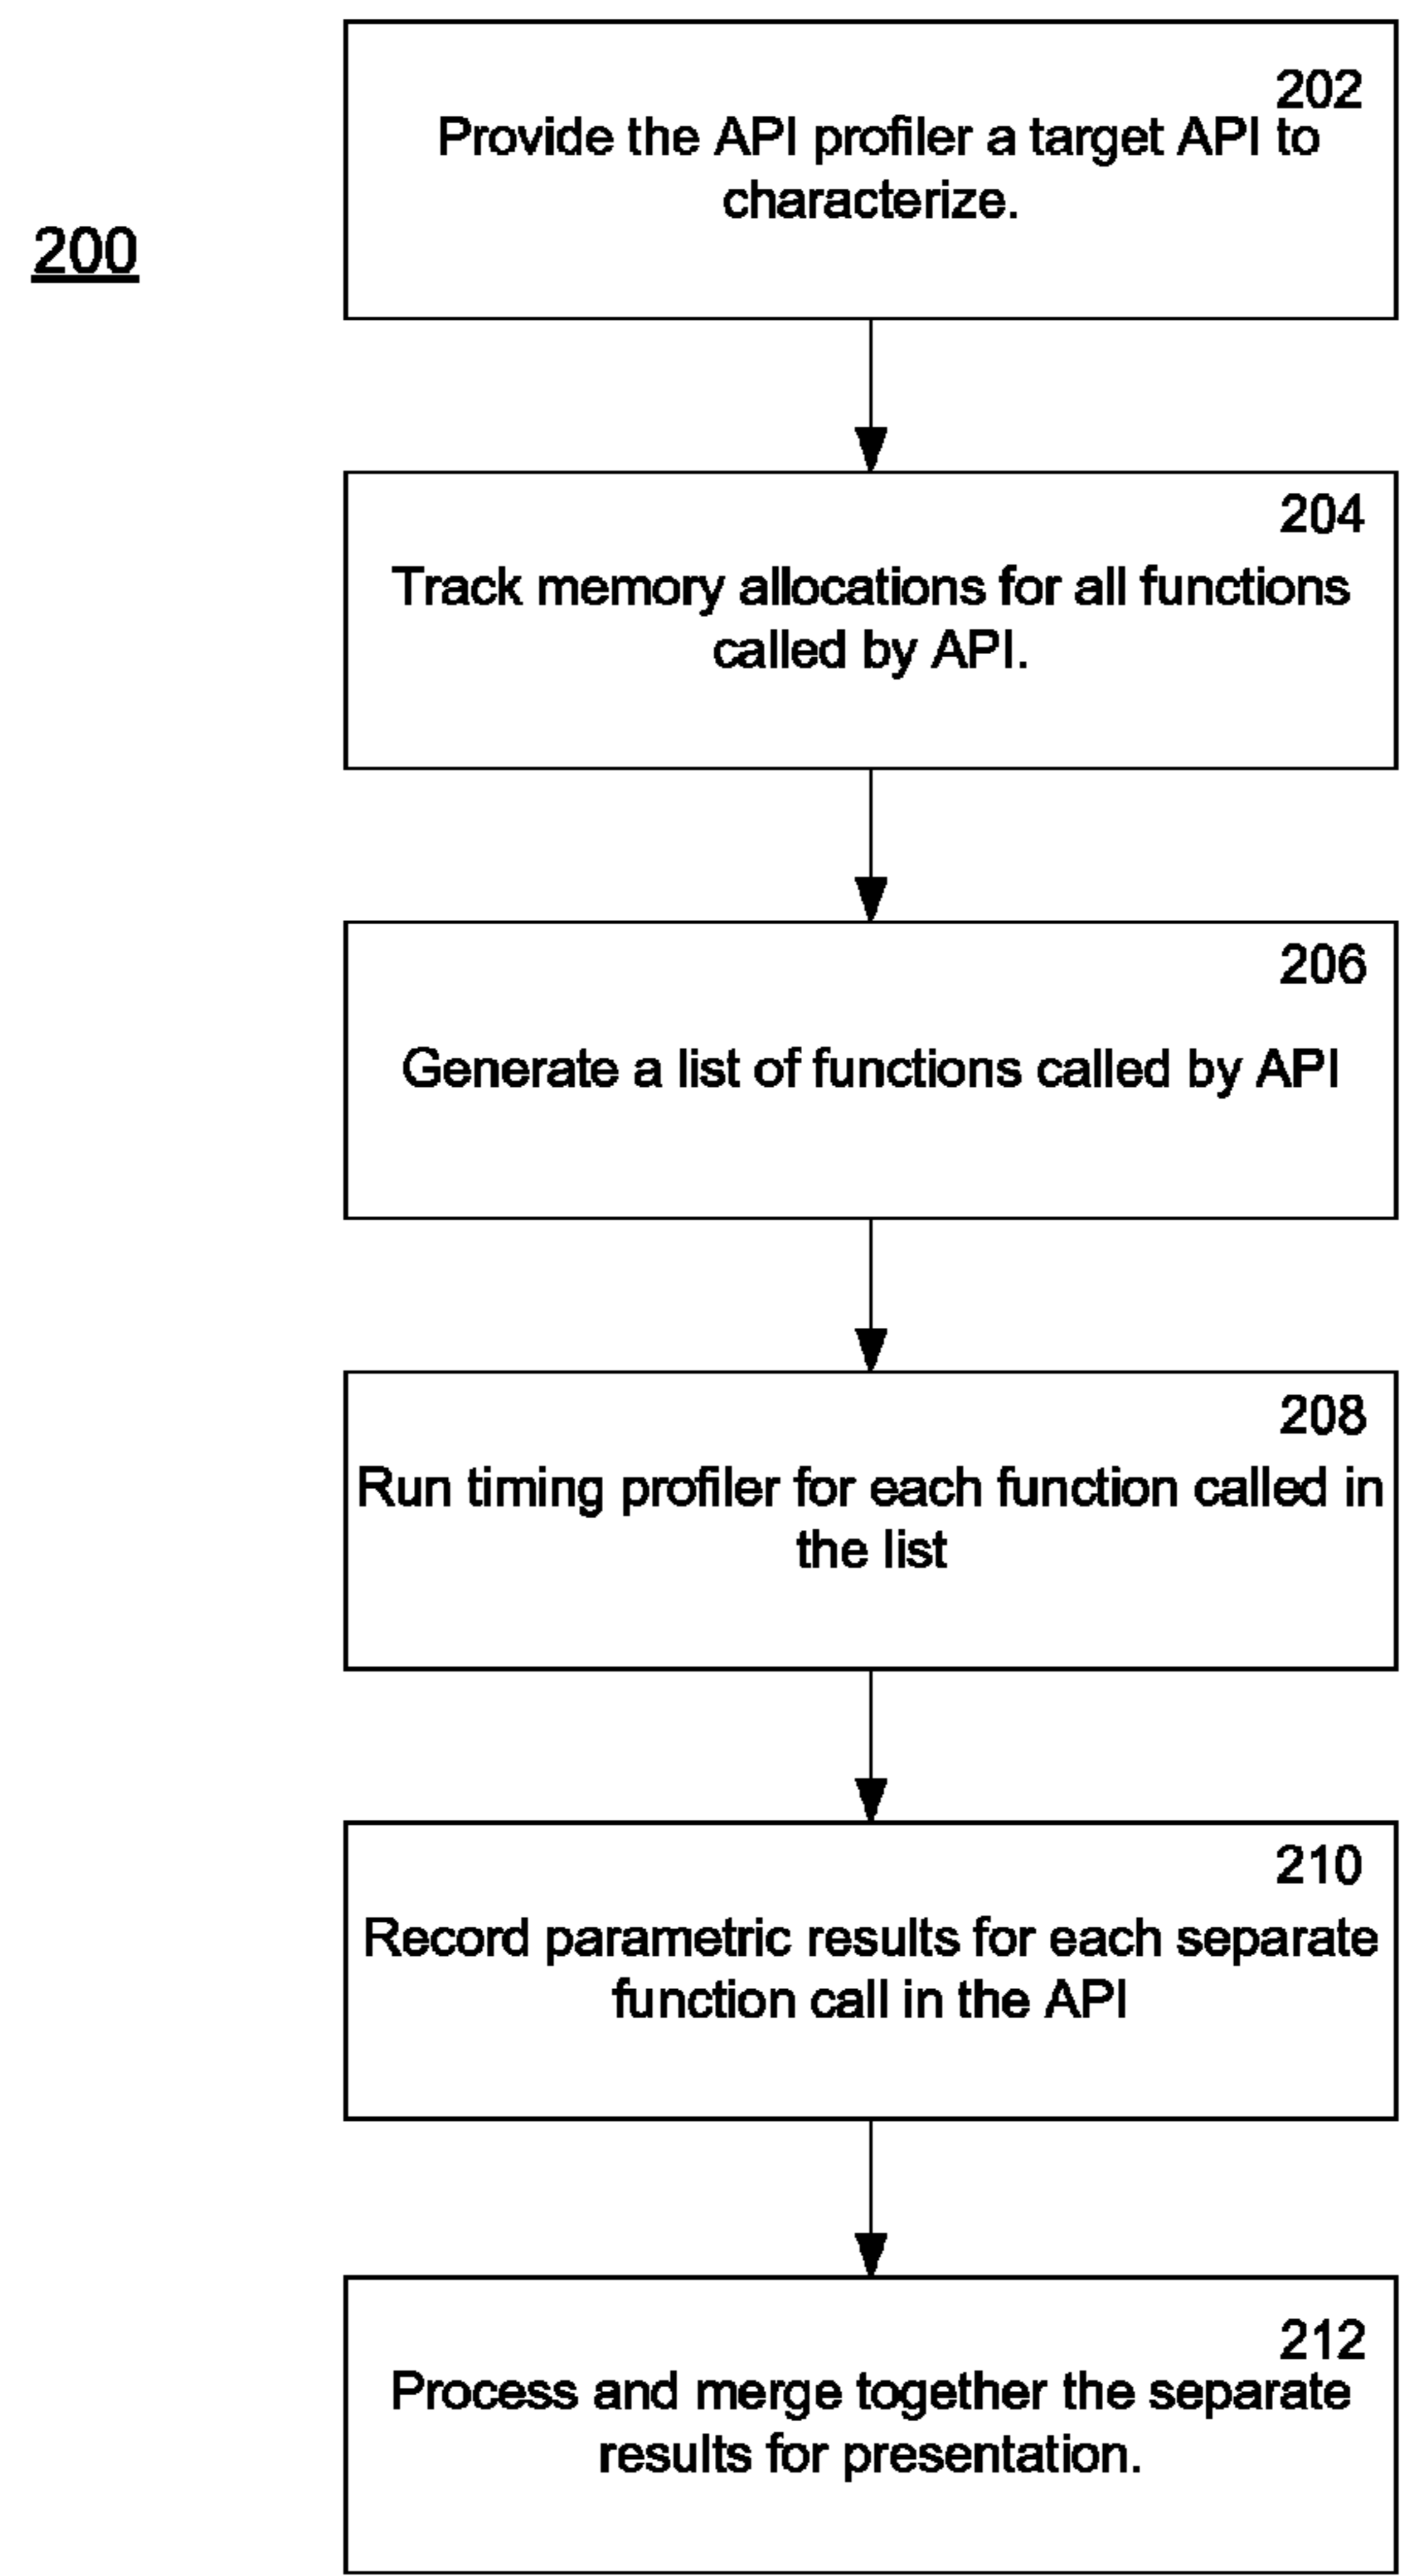 200
202
Provide the API profiler a target API to
characterize.
204
Track memory allocations for all functions
called by API.
206
Generate a list of functions called by API
208
Run timing profiler for each function called in
the list
210
Record parametric results for each separate
function call in the API
212
Process and merge together the separate
results for presentation.